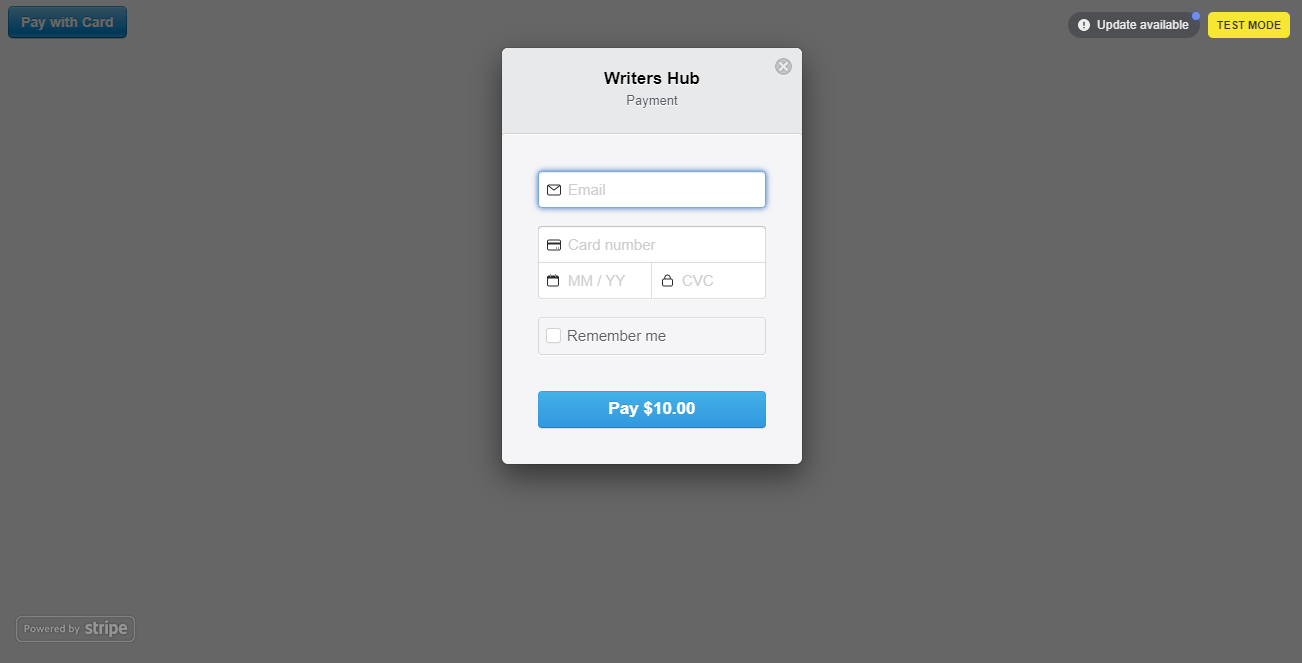 Pay with Card
Update available
TEST MODE
Writers Hub
Payment
Email
Card number
MM / YY
CVC
Remember me
Pay $10.00
Powered by stripe